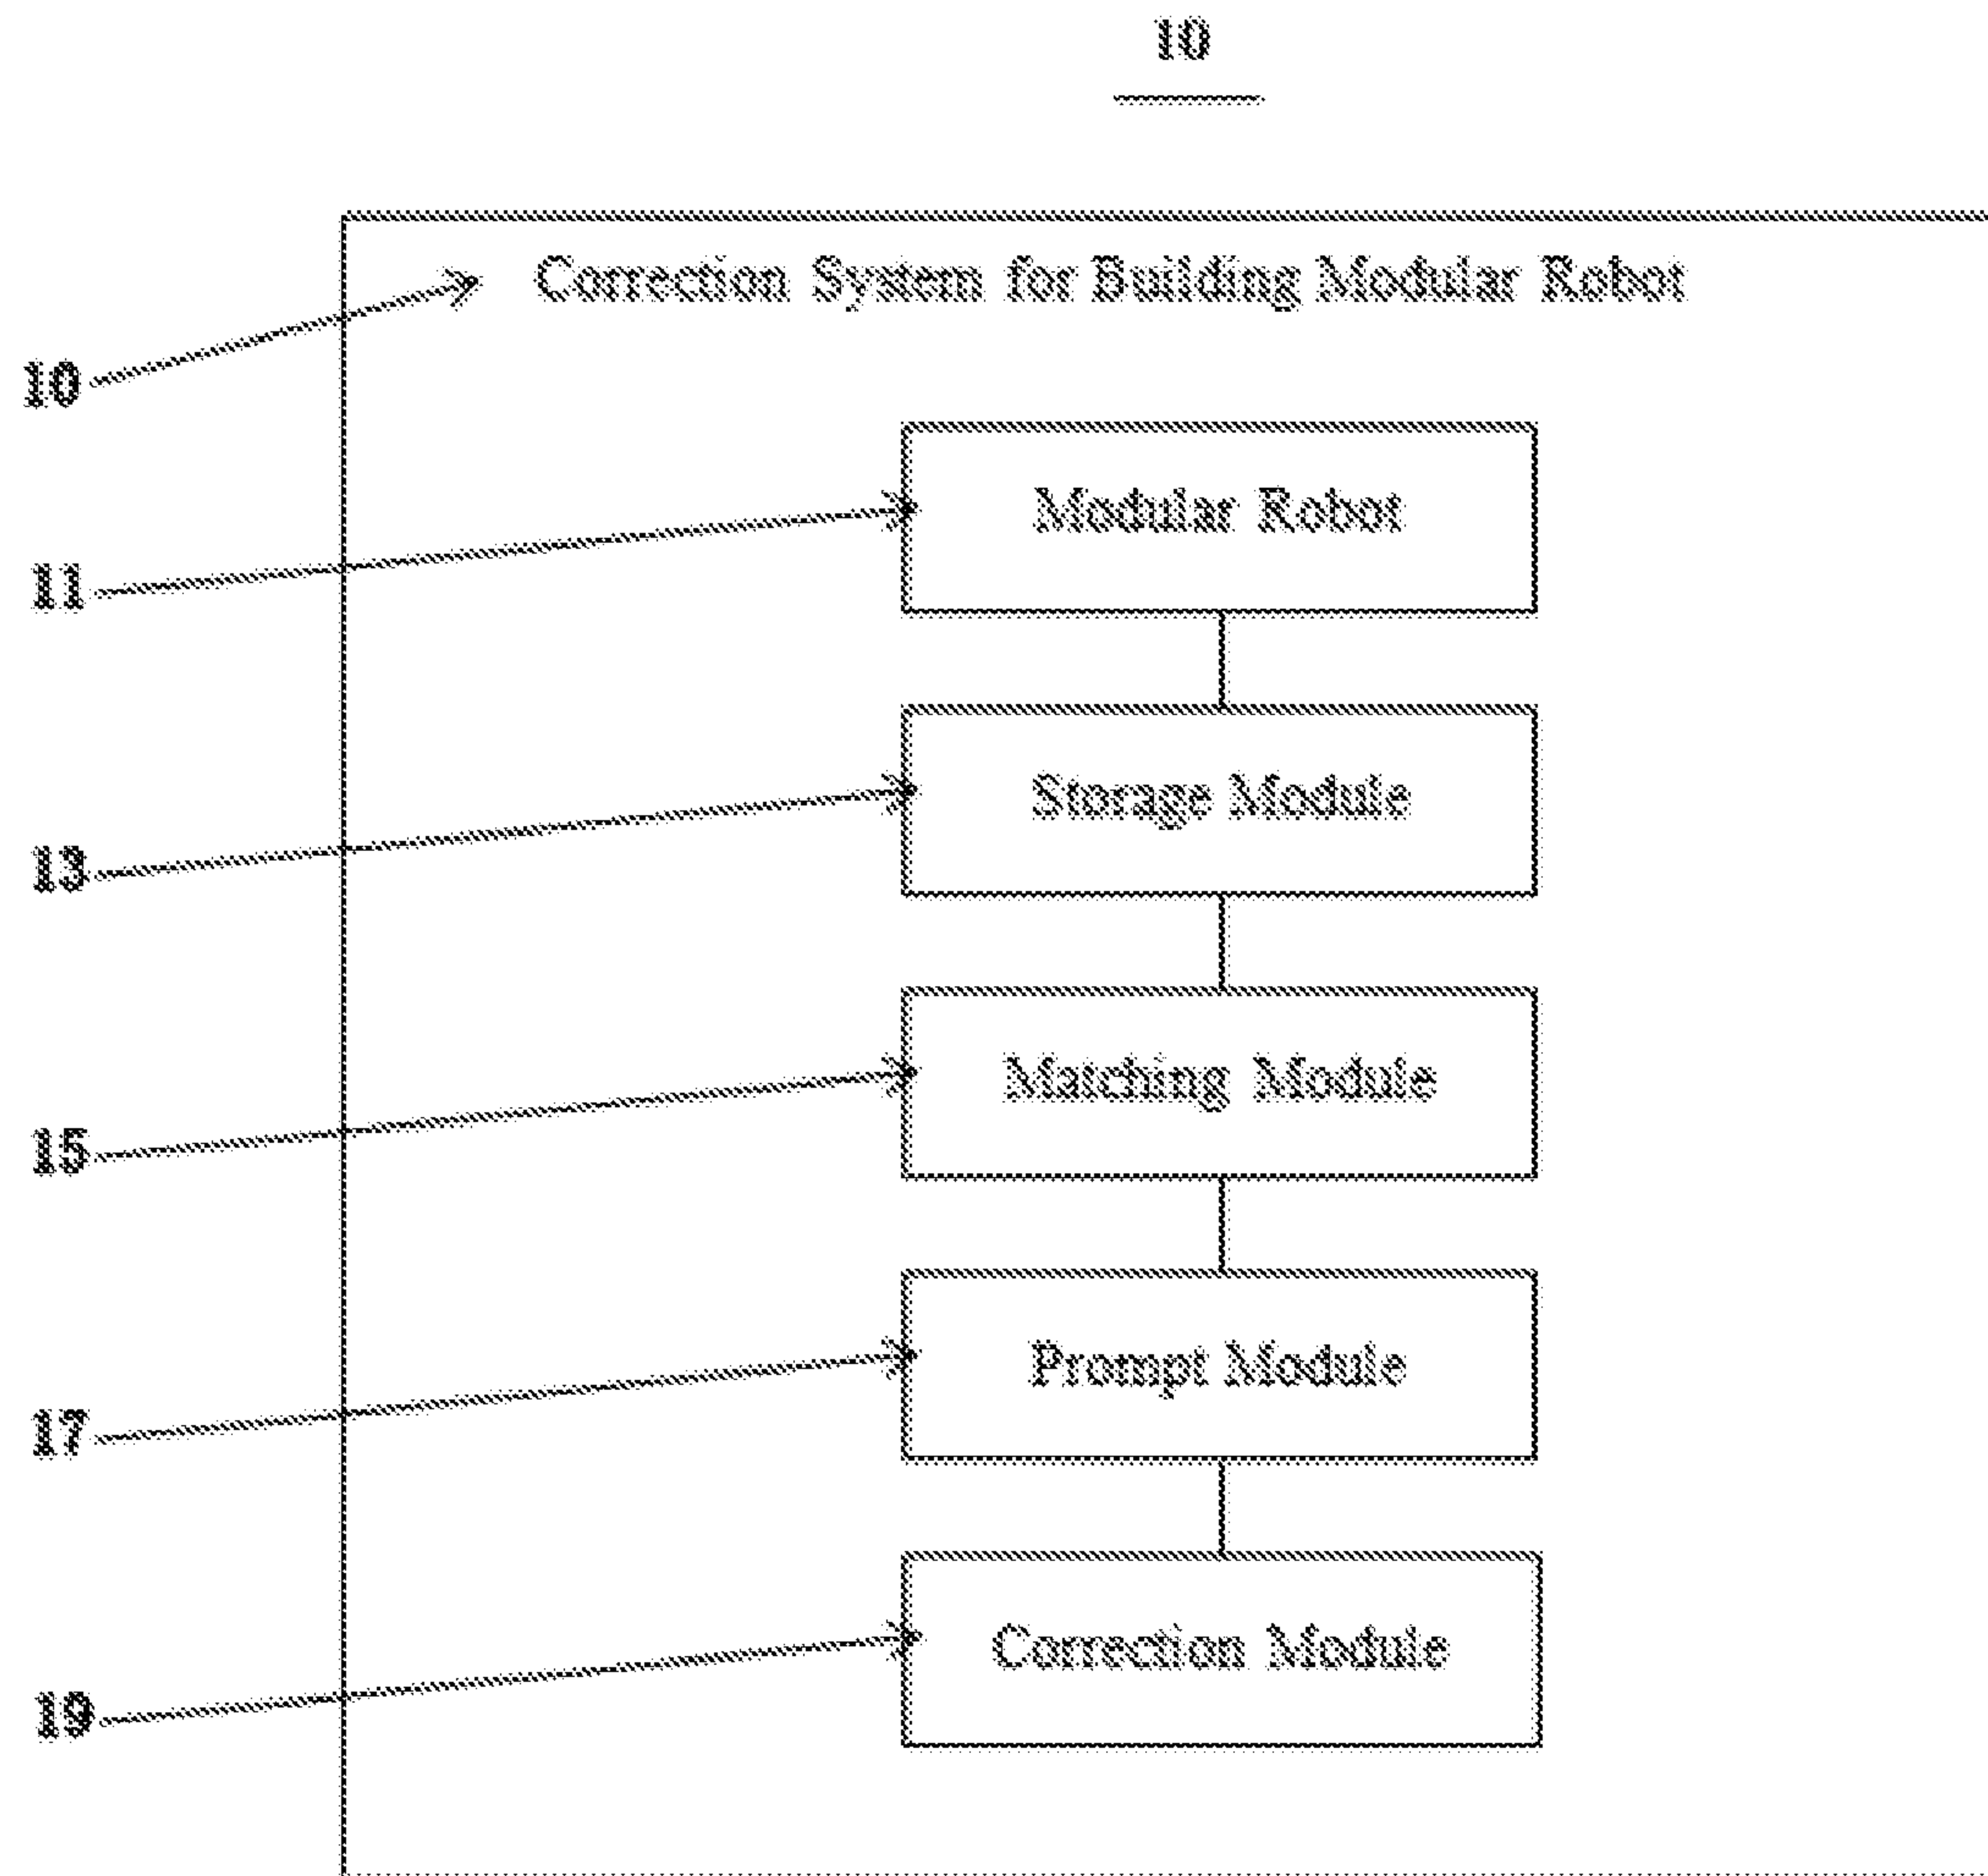 10
Correction System for Building Modular Robot
10
Modular Robot
11
Storage Module
13
Matching Module
15
Prompt Module
17
Correction Module
19